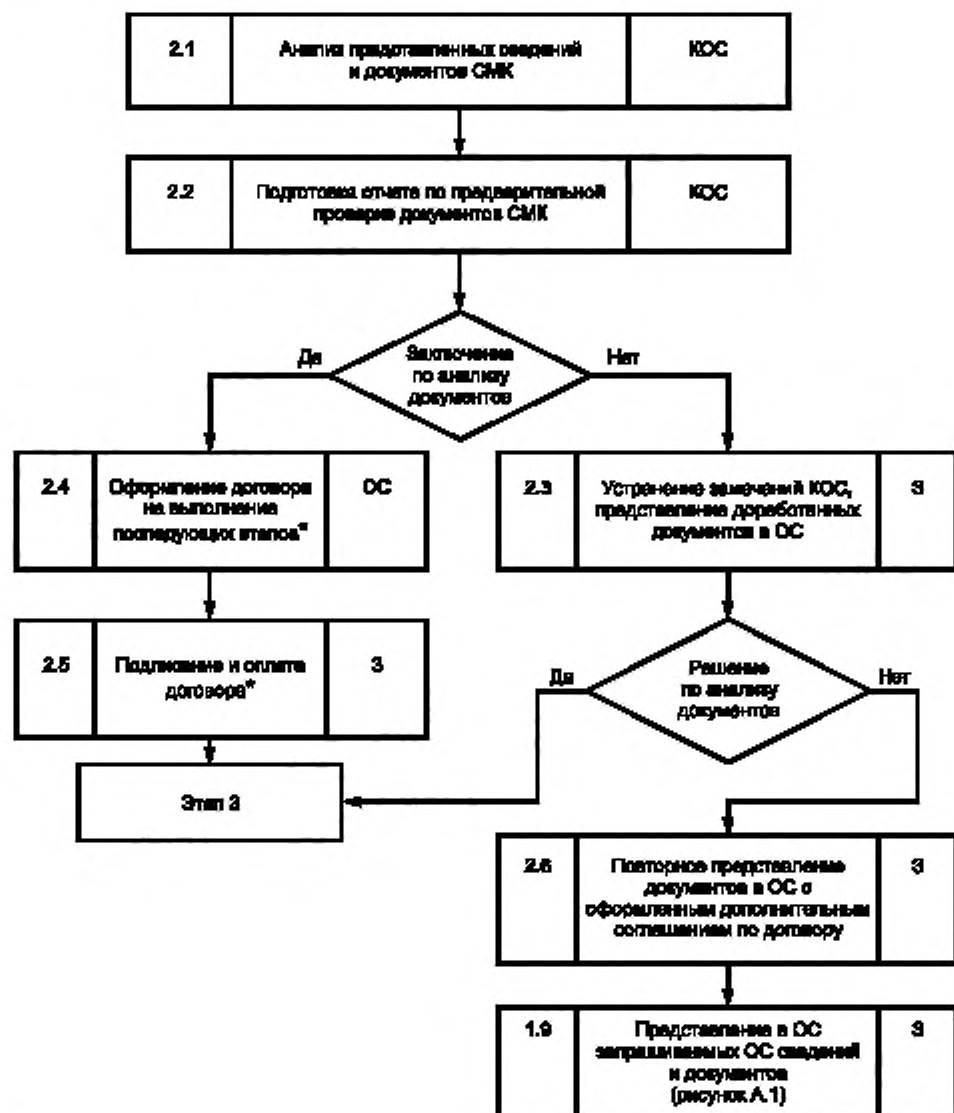 2.1
Анализ представленных сведений
и документов СМК
КОС
2.2
Подготовка отчета по предварительной
проверке документов СМК
КОС
Да
Заключение
по анализу
документов
Нет
2.4
Оформление договора
на выполнение
последующих этапов*
ОС
2.3
Устранение замечаний КОС,
представление доработанных
документов в ОС
З
2.5
Подписание и оплата
договора*
З
Да
Решение
по анализу
документов
Нет
Этап 3
2.6
Повторное представление
документов в ОС с
оформленным дополнительным
соглашением по договору
З
1.9
Представление в ОС
запрашиваемых ОС сведений
и документов
(рисунок А.1)
З